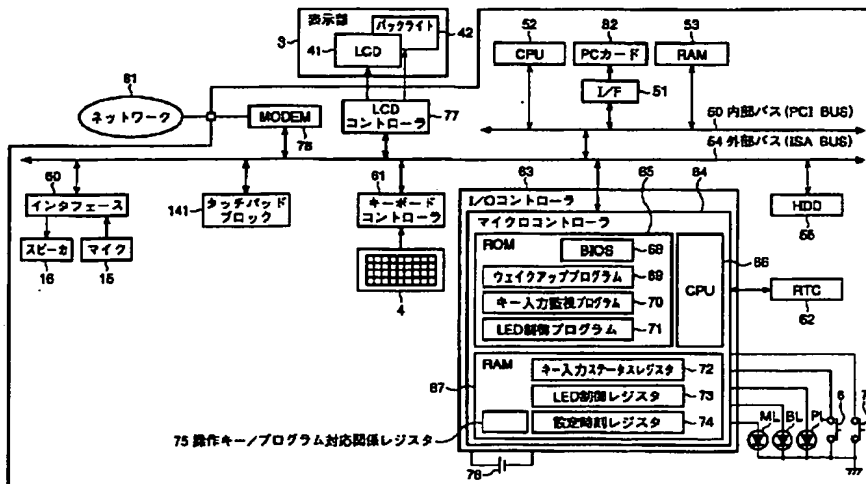 表示部
バックライト
42
3
41
LCD
52
82
53
CPU
PCカード
RAM
81
I/F
51
ネットワーク
MODEM
78
LCD
コントローラ
77
内部バス(PCI BUS)
54 外部バス(ISA BUS)
インタフェース
スピーカ
マイク
16
15
141
タッチパッド
ブロック
キーボード
コントローラ
4
I/Oコントローラ
マイクロコントローラ
ROM
BIOS
68
ウェイクアッププログラム
69
キー入力監視プログラム
70
LED制御プログラム
71
CPU
HDD
RTC
RAM
キー入力ステータスレジスタ
72
LED制御レジスタ
73
設定時刻レジスタ
74
75 操作キー/プログラム対応関係レジスタ
ML
BL
PL
6
7